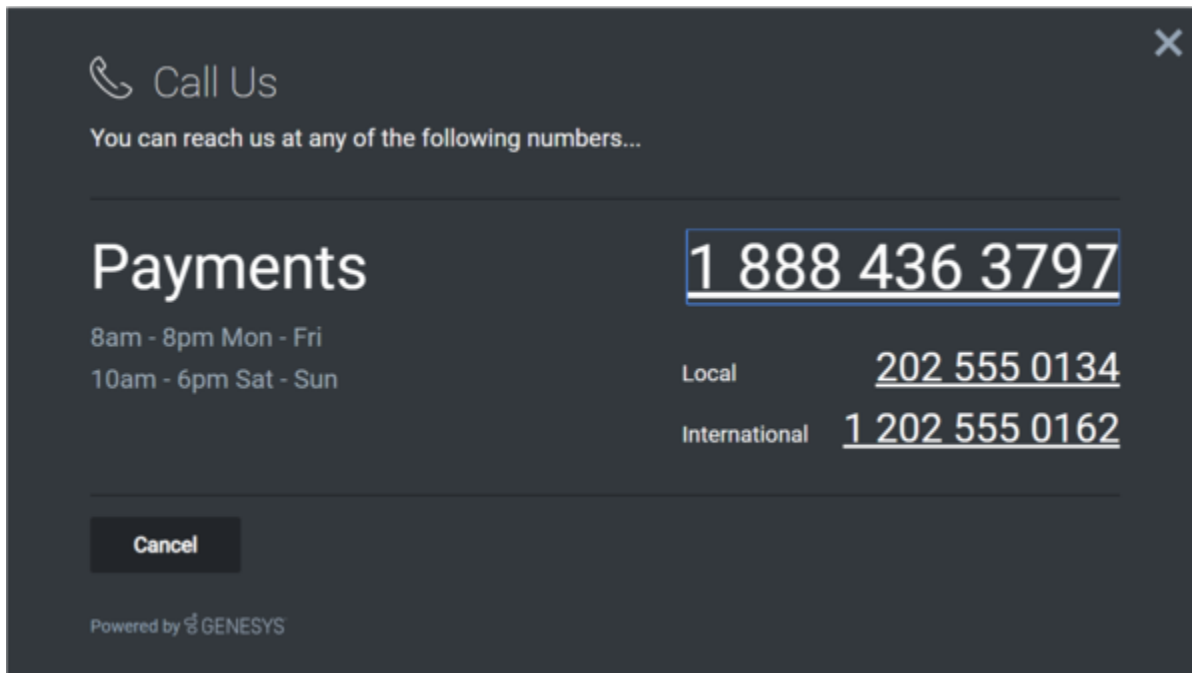 Call Us
You can reach us at any of the following numbers...
Payments
1 888 436 3797
8am - 8pm Mon - Fri
10am - 6pm Sat - Sun
Local 202 555 0134
International 1 202 555 0162
Cancel
Powered by GENESYS